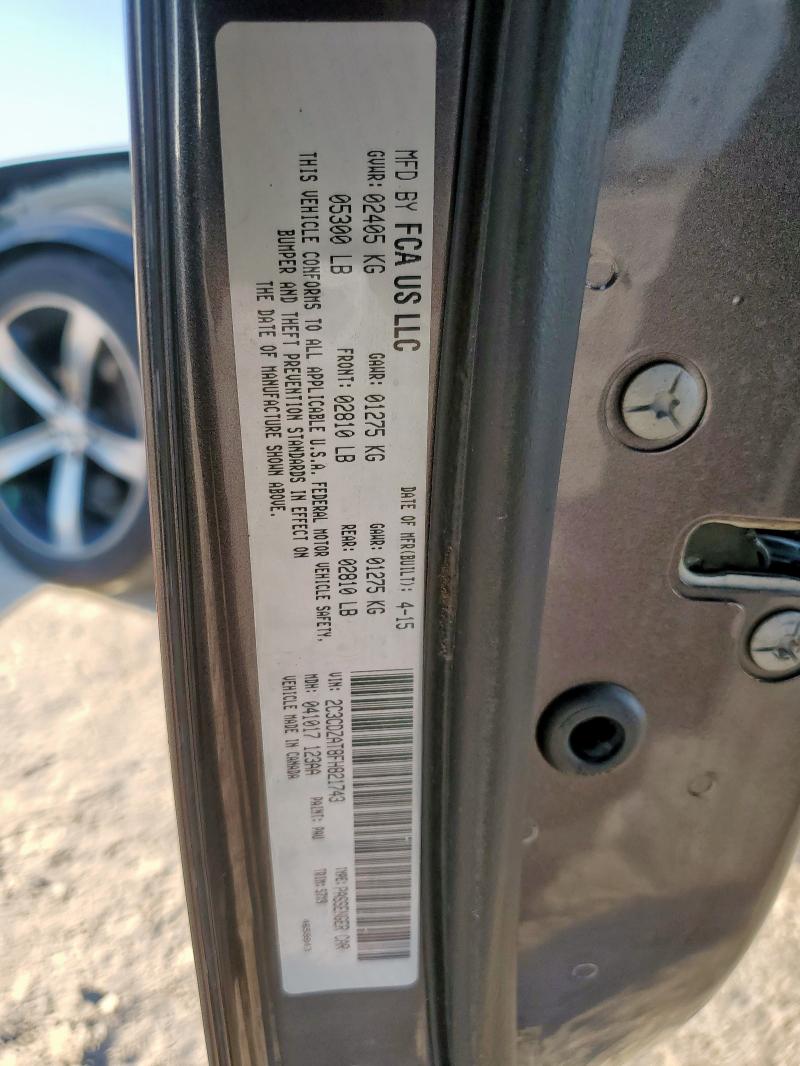 MFD BY FCA US LLC DATE OF MFR(BUILT): 4-15
GVWR: 02405 KG GAWR: 01275 KG GAWR: 01275 KG
05300 LB FRONT: 02810 LB REAR: 02810 LB
THIS VEHICLE CONFORMS TO ALL APPLICABLE U.S.A. FEDERAL MOTOR VEHICLE SAFETY,
BUMPER AND THEFT PREVENTION STANDARDS IN EFFECT ON
THE DATE OF MANUFACTURE SHOWN ABOVE.
VIN: 2C3CDZAT8FH821743 TYPE: PASSENGER CAR
MDH: 041017 123AA PAINT: PAU TRIM:
VEHICLE MADE IN CANADA